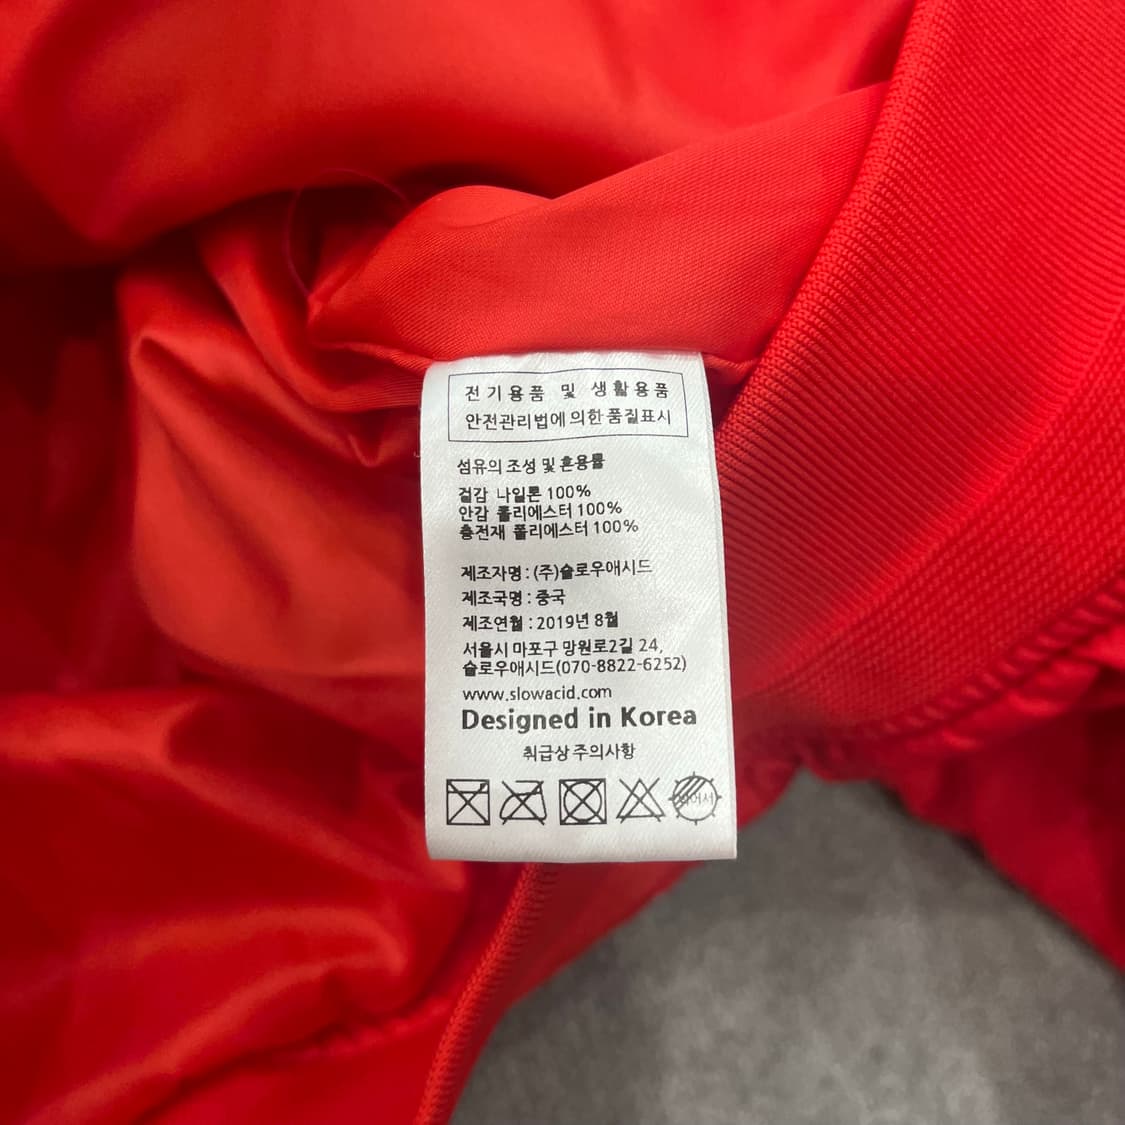 전기용품 및 생활용품
안전관리법에 의한 품질표시
섬유의 조성 및 혼용률
겉감 나일론 100%
안감 폴리에스터 100%
충전재 폴리에스터 100%
제조자명 : (주)슬로우애시드
제조국명 : 중국
제조연월 : 2019년 8월
서울시 마포구 망원로2길 24,
슬로우애시드(070-8822-6252)
www.slowacid.com
Designed in Korea
취급상 주의사항
뉘어서